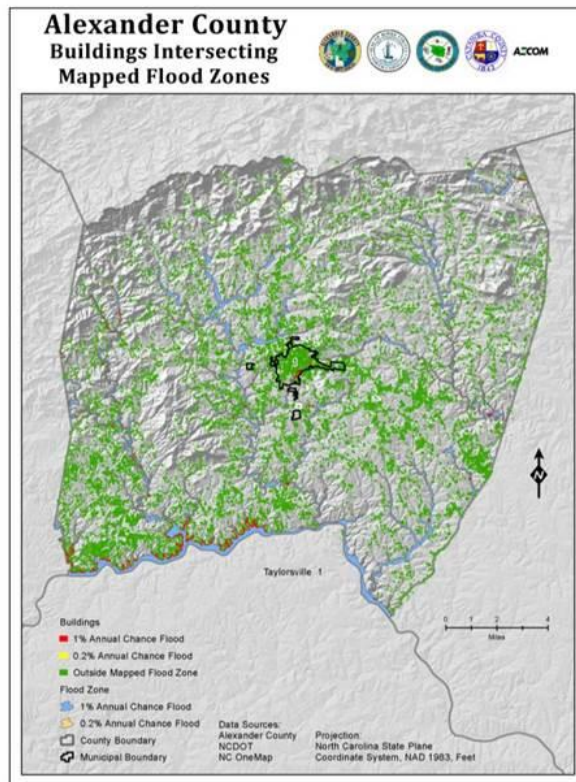 Alexander County
Buildings Intersecting
Mapped Flood Zones
AECOM
1
Taylorsville 1
Buildings
1% Annual Chance Flood
0.2% Annual Chance Flood
Outside Mapped Flood Zone
Flood Zone
1% Annual Chance Flood
0.2% Annual Chance Flood
County Boundary
Municipal Boundary
Data Sources:
Alexander County
NCDOT
NC OneMap
Projection:
North Carolina State Plane
Coordinate System, NAD 1983, Feet
N
0 2 4
Miles